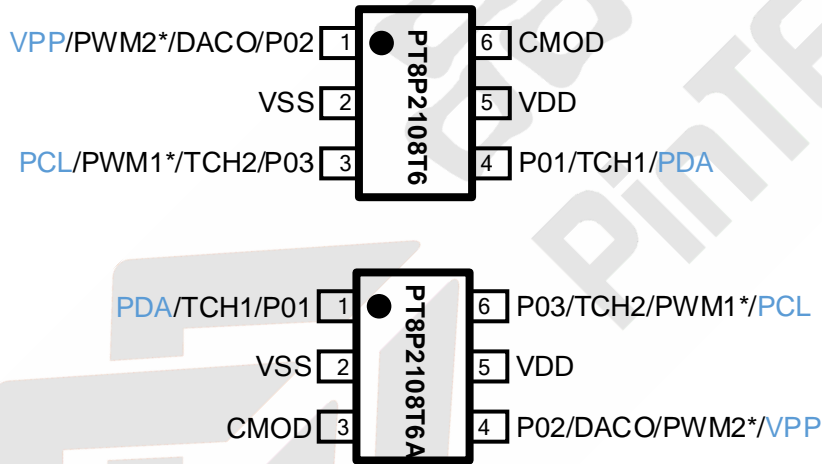 VPP/PWM2*/DACO/P02 1 6 CMOD
VSS 2 5 VDD
PCL/PWM1*/TCH2/P03 3 4 P01/TCH1/PDA
PT8P2108T6
PDA/TCH1/P01 1 6 P03/TCH2/PWM1*/PCL
VSS 2 5 VDD
CMOD 3 4 P02/DACO/PWM2*/VPP
PT8P2108T6A
PinTE